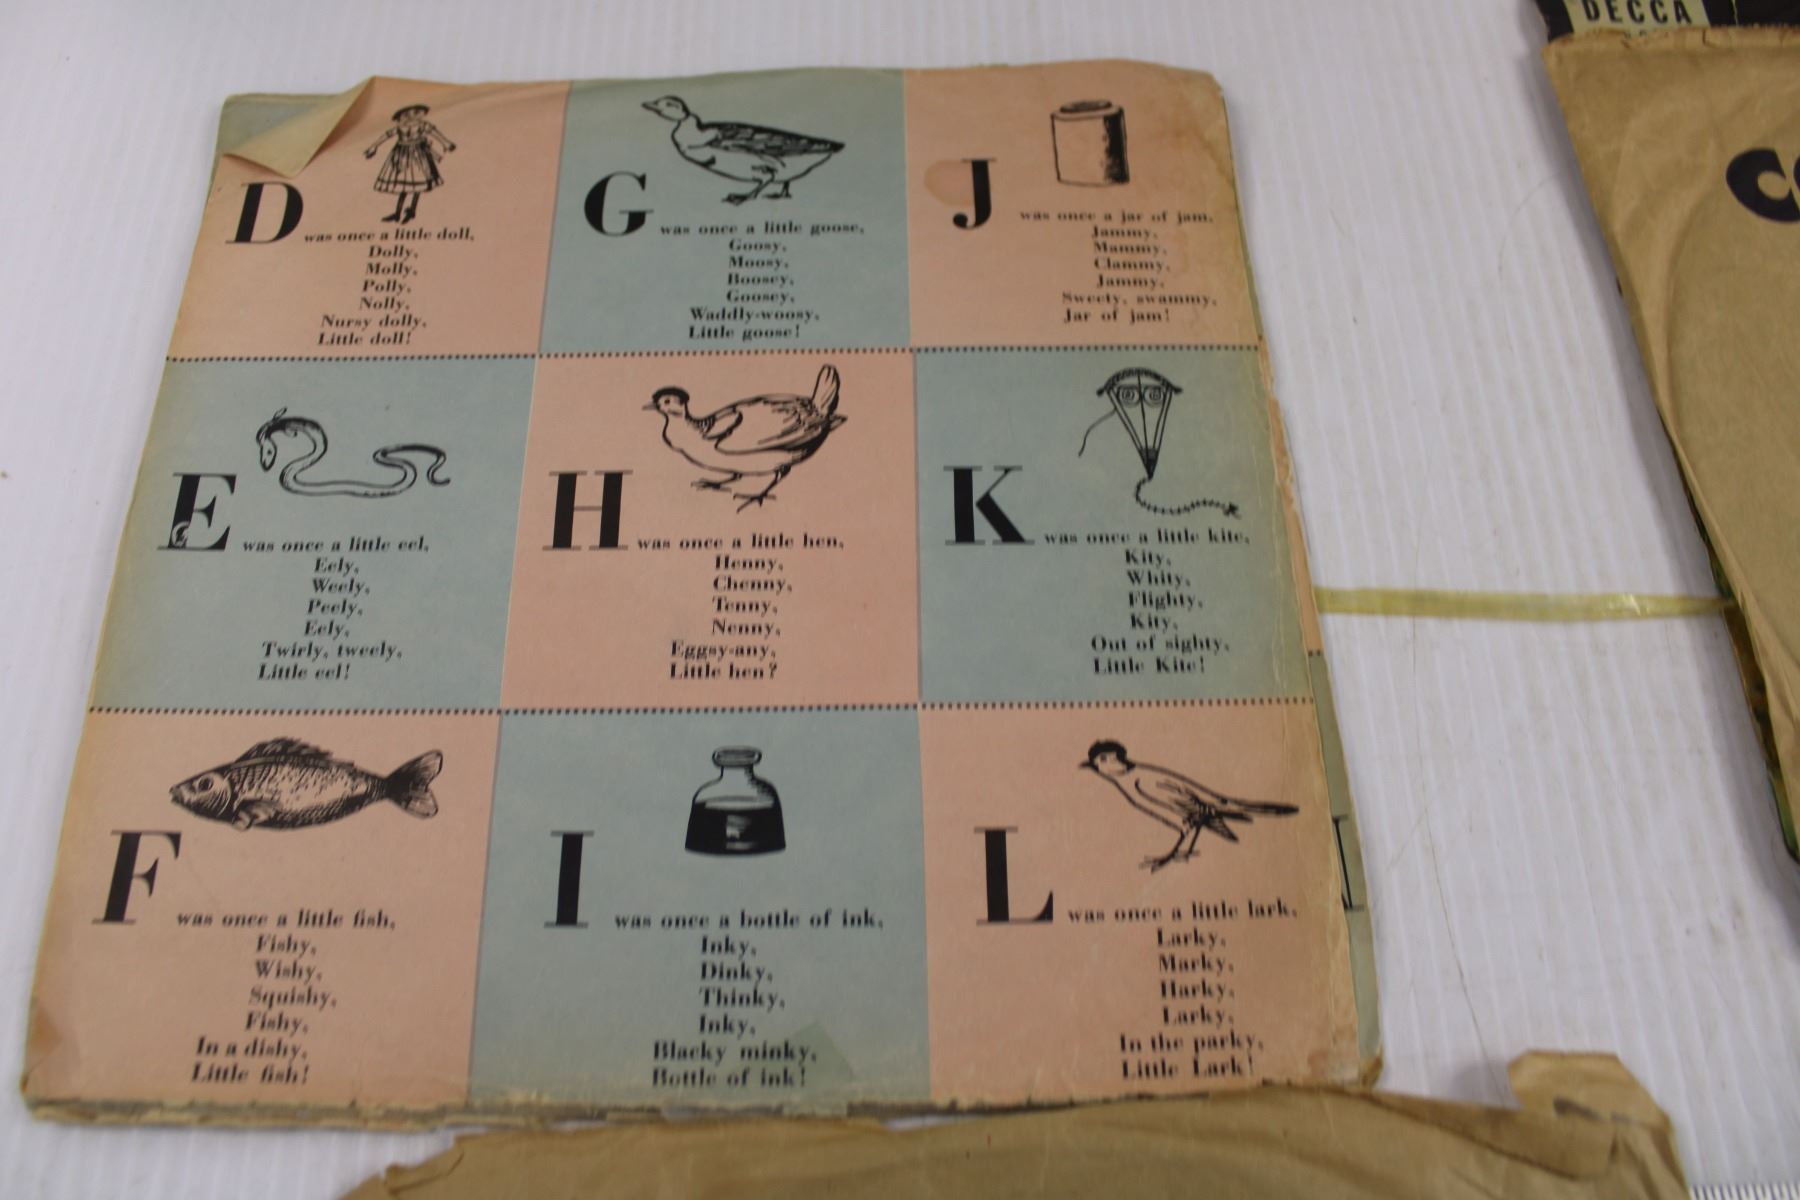 D was once a little doll,
Dolly,
Molly,
Polly,
Nolly,
Nursy dolly,
Little doll!
E was once a little eel,
Eely,
Weely,
Peely,
Eely,
Twirly, tweely,
Little eel!
F was once a little fish,
Fishy,
Wishy,
Squishy,
Fishy,
In a dishy,
Little fish!
G was once a little goose,
Goosy,
Moosy,
Boosey,
Goosey,
Waddly-woosy,
Little goose!
H was once a little hen,
Henny,
Chenny,
Tenny,
Nenny,
Eggsy-any,
Little hen?
I was once a bottle of ink,
Inky,
Dinky,
Thinky,
Inky,
Blacky minky,
Bottle of ink!
J was once a jar of jam,
Jammy,
Mammy,
Clammy,
Jammy,
Sweety, swammy,
Jar of jam!
K was once a little kite,
Kity,
Whity,
Flighty,
Kity,
Out of sighty,
Little Kite!
L was once a little lark,
Larky,
Marky,
Harky,
Larky,
In the parky,
Little Lark!
DECCA